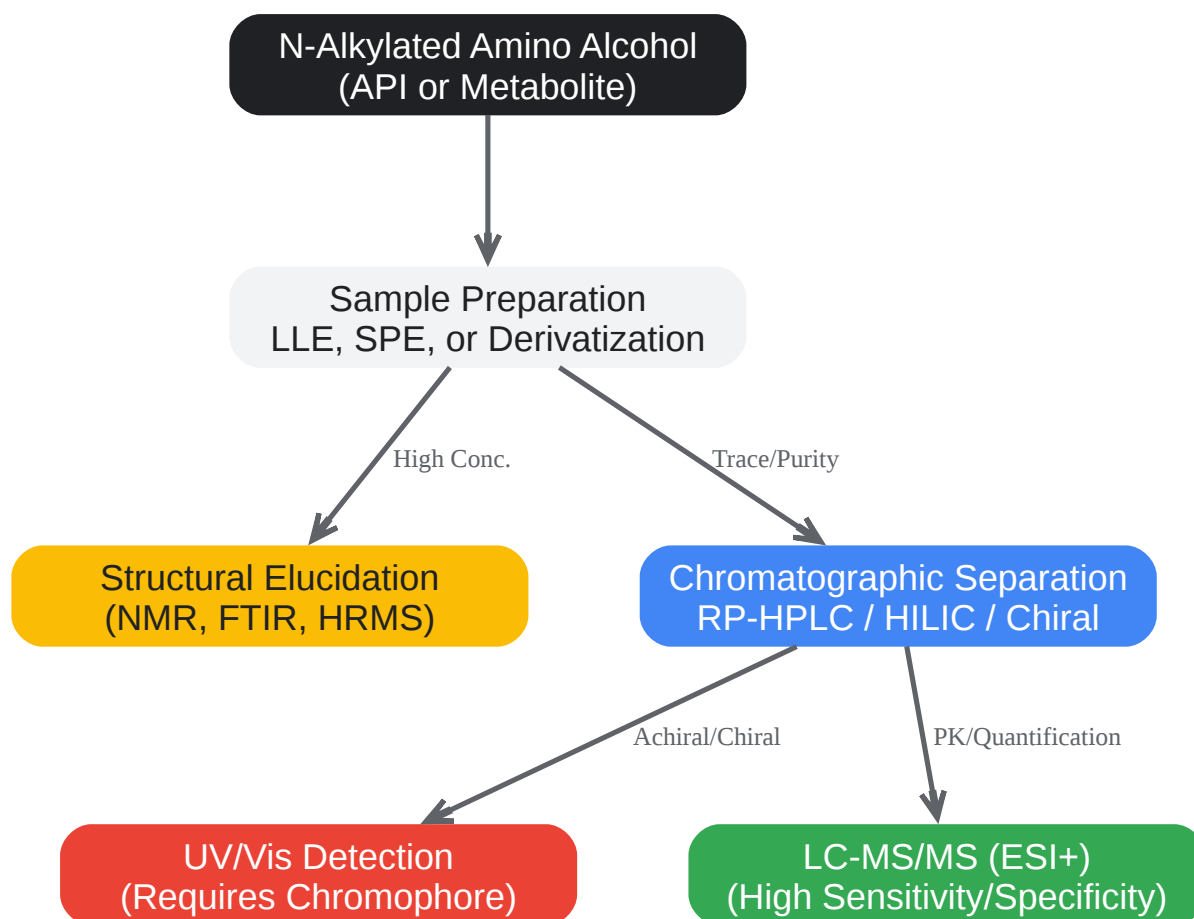 N-Alkylated Amino Alcohol
(API or Metabolite)
Sample Preparation
LLE, SPE, or Derivatization
High Conc.
Trace/Purity
Structural Elucidation
(NMR, FTIR, HRMS)
Chromatographic Separation
RP-HPLC / HILIC / Chiral
Achiral/Chiral
PK/Quantification
UV/Vis Detection
(Requires Chromophore)
LC-MS/MS (ESI+)
(High Sensitivity/Specificity)